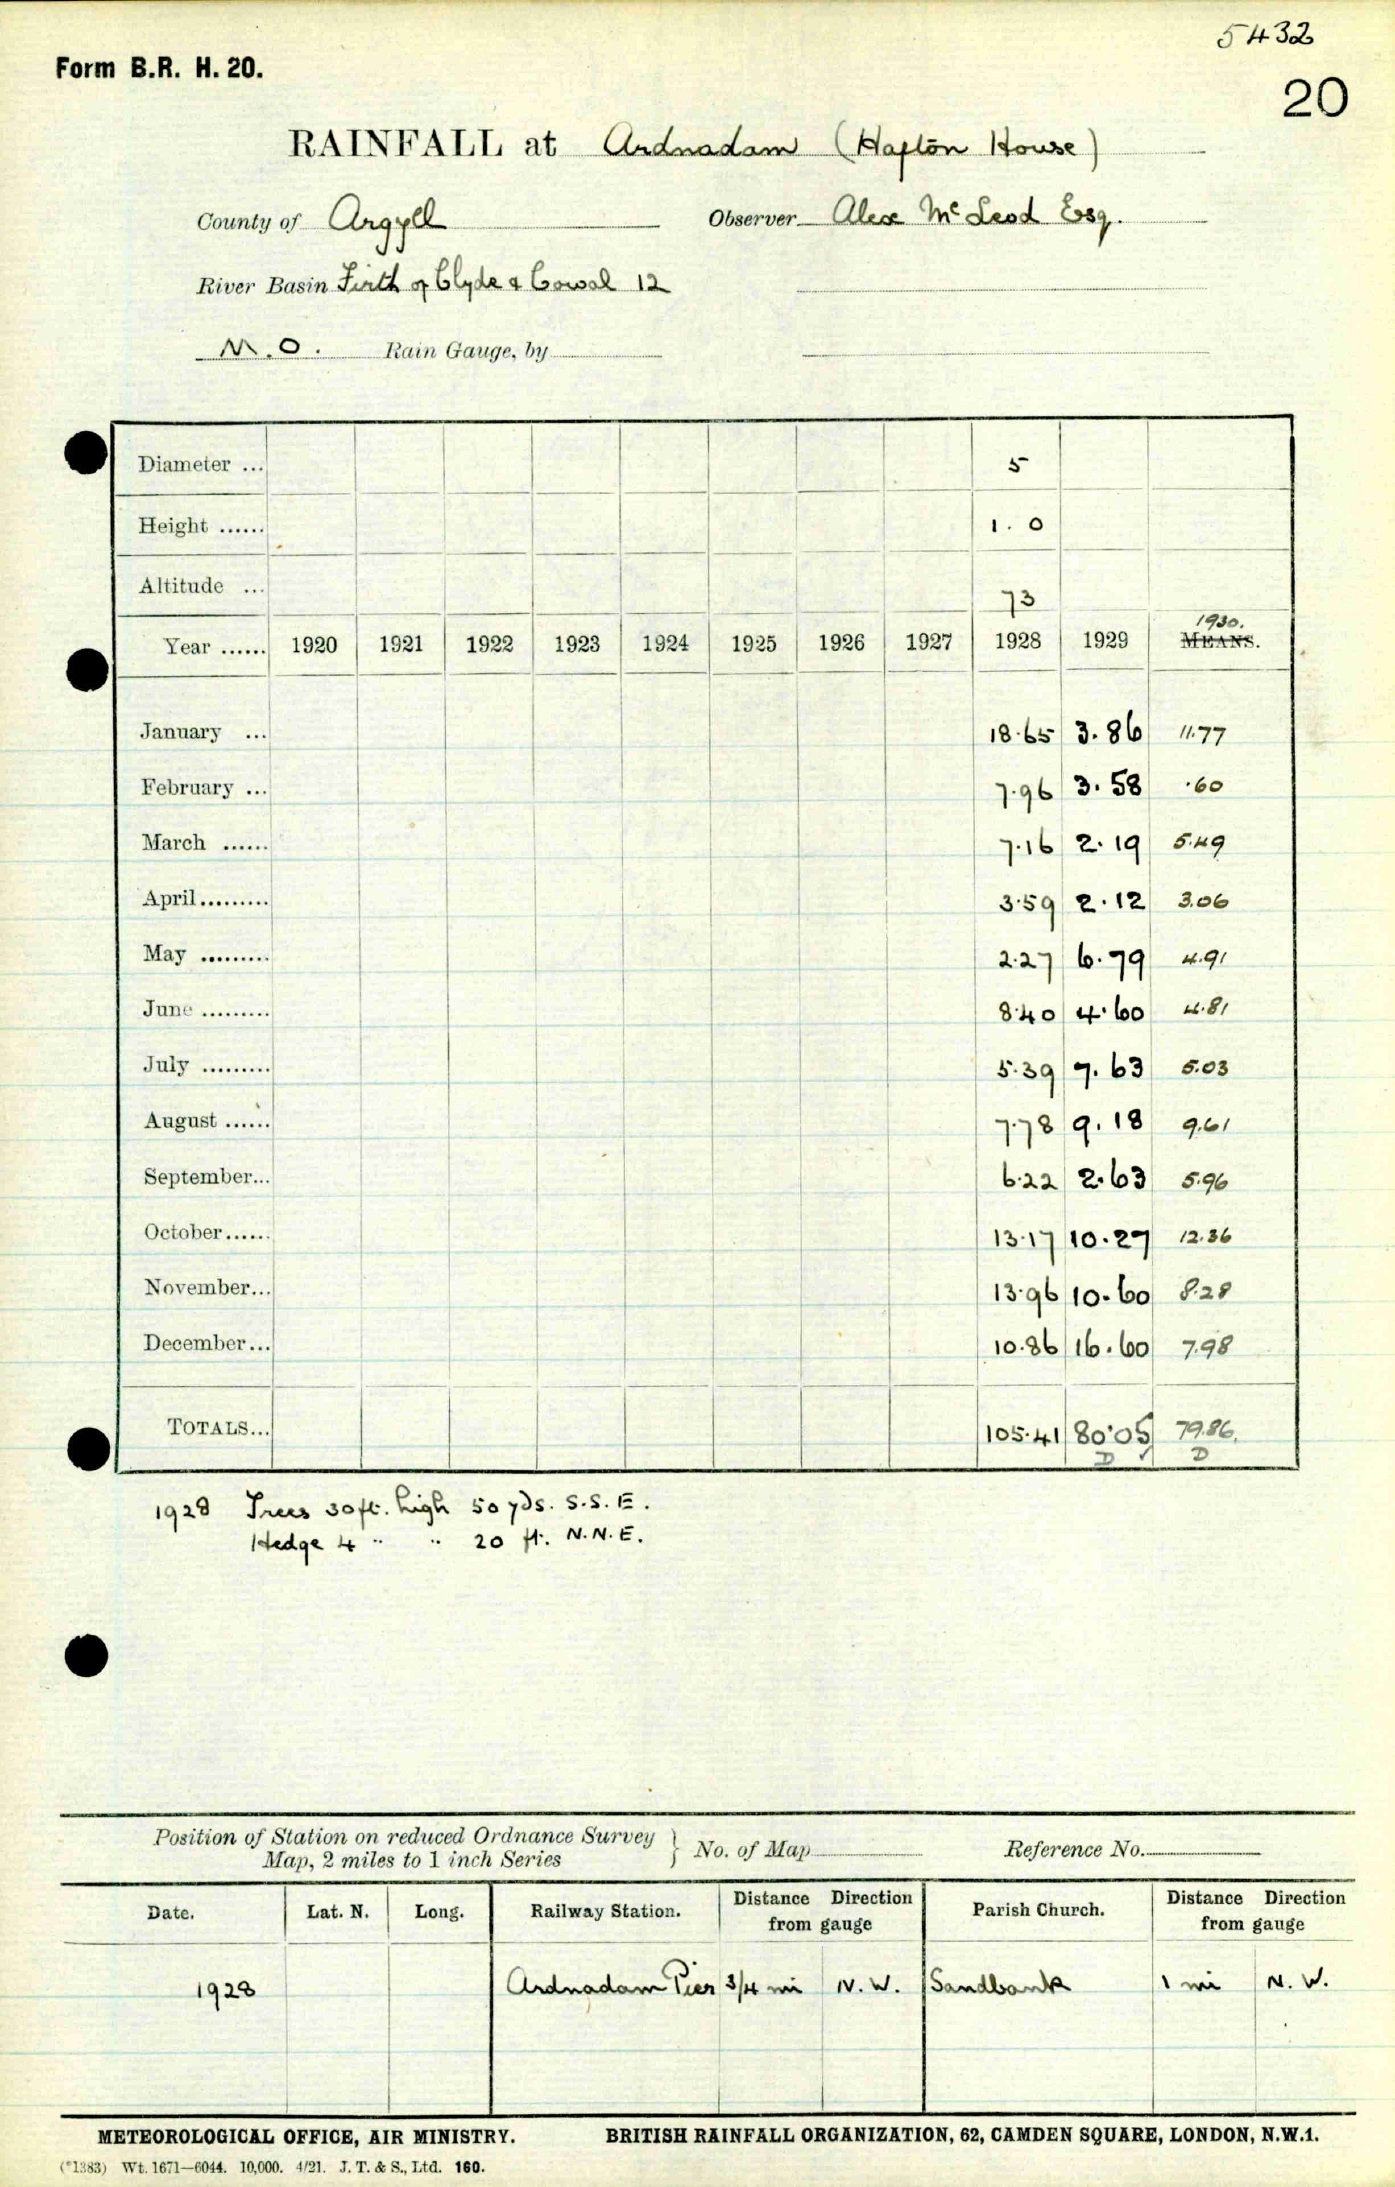 5432
Form B.R. H. 20.
20
RAINFALL at Ardnadam (Hafton House)
County of Argyll Observer Alex McLeod Esq.
River Basin Firth of Clyde & Cowal 12
M.O. Rain Gauge, by
Diameter ... 5
Height ...... 1.0
Altitude ... 73
1930.
Year ...... 1920 1921 1922 1923 1924 1925 1926 1927 1928 1929 MEANS.
January ... 18.65 3.86 11.77
February ... 7.96 3.58 .60
March ...... 7.16 2.19 5.49
April......... 3.59 2.12 3.06
May ......... 2.27 6.79 4.91
June ......... 8.40 4.60 4.81
July ......... 5.39 7.63 5.03
August ...... 7.78 9.18 9.61
September... 6.22 2.63 5.96
October...... 13.17 10.27 12.36
November... 13.96 10.60 8.28
December... 10.86 16.60 7.98
TOTALS... 105.41 80.05 79.86.
D ✓ D
1928 Trees 30ft. high 50 yds. S.S.E.
Hedge 4 " " 20 ft. N.N.E.
Position of Station on reduced Ordnance Survey
Map, 2 miles to 1 inch Series } No. of Map Reference No.
Date. Lat. N. Long. Railway Station. Distance Direction from gauge Parish Church. Distance Direction from gauge
1928 Ardnadam Pier 3/4 mi N.W. Sandbank 1 mi N.W.
METEOROLOGICAL OFFICE, AIR MINISTRY. BRITISH RAINFALL ORGANIZATION, 62, CAMDEN SQUARE, LONDON, N.W.1.
(*1383) Wt. 1671—6044. 10,000. 4/21. J. T. & S., Ltd. 160.